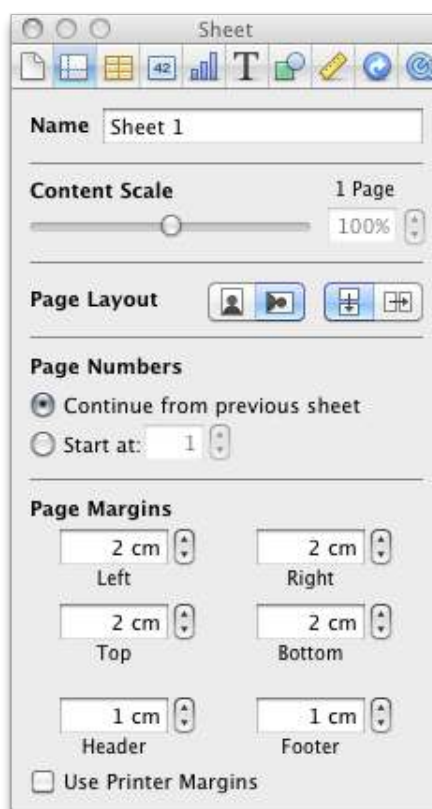 Sheet
42
T
Name Sheet 1
Content Scale 1 Page
100%
Page Layout
Page Numbers
Continue from previous sheet
Start at: 1
Page Margins
2 cm 2 cm
Left Right
2 cm 2 cm
Top Bottom
1 cm 1 cm
Header Footer
Use Printer Margins